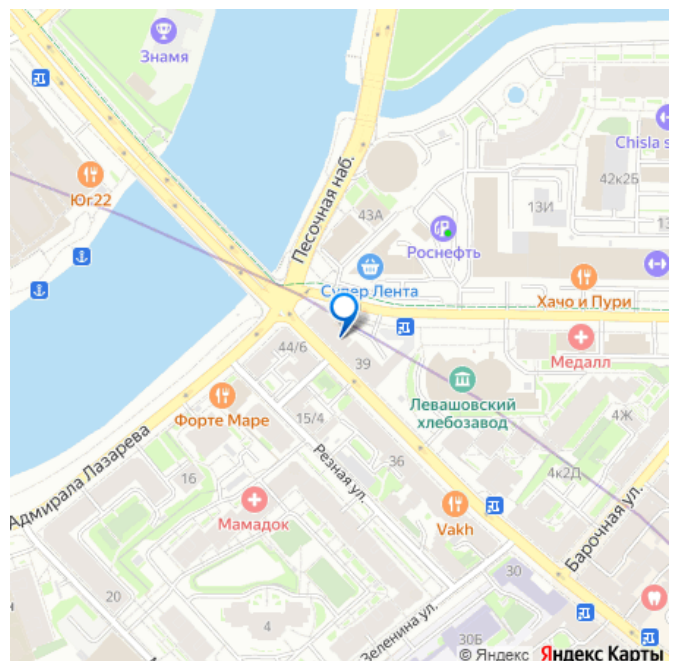 Знамя
Chisla s
Юг22
Песочная наб.
42к2Б
13И
43А
13
Роснефть
Супер Лента
Хачо и Пури
44/6
39
Медалл
Левашовский
хлебозавод
Форте Маре
15/4
4Ж
Адмирала Лазарева
Резная ул.
36
16
4к2Д
Мамадок
Vakh
Барочная ул.
30
20
4
Зеленина ул.
30Б
© Яндекс Яндекс Карты